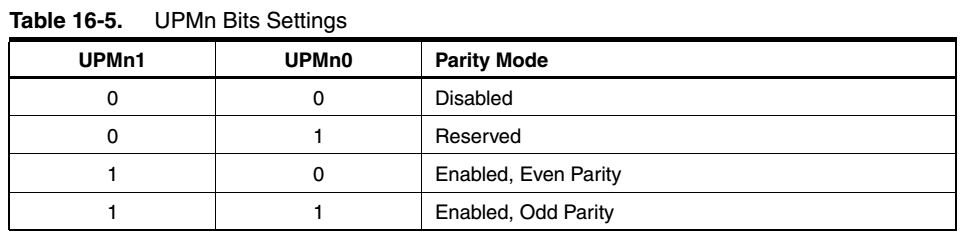 Table 16-5. UPMn Bits Settings
UPMn1 UPMn0 Parity Mode
0 0 Disabled
0 1 Reserved
1 0 Enabled, Even Parity
1 1 Enabled, Odd Parity